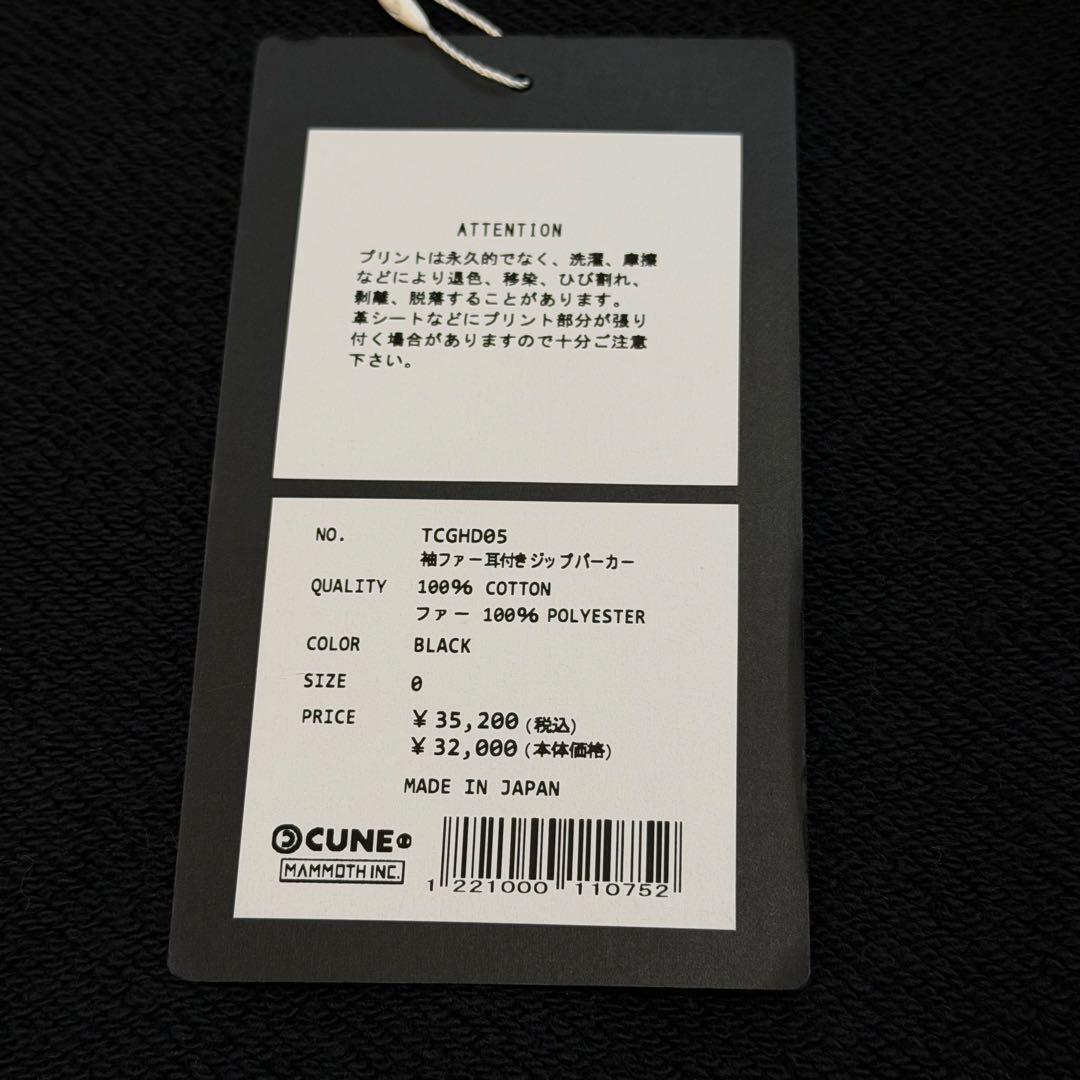 ATTENTION
プリントは永久的でなく、洗濯、摩擦
などにより退色、移染、ひび割れ、
剥離、脱落することがあります。
革シートなどにプリント部分が張り
付く場合がありますので十分ご注意
下さい。
NO. TCGHD05
袖ファー耳付きジップパーカー
QUALITY 100% COTTON
ファー 100% POLYESTER
COLOR BLACK
SIZE 0
PRICE ¥ 35,200 (税込)
¥ 32,000 (本体価格)
MADE IN JAPAN
CUNE
MAMMOTH INC.
1 221000 110752